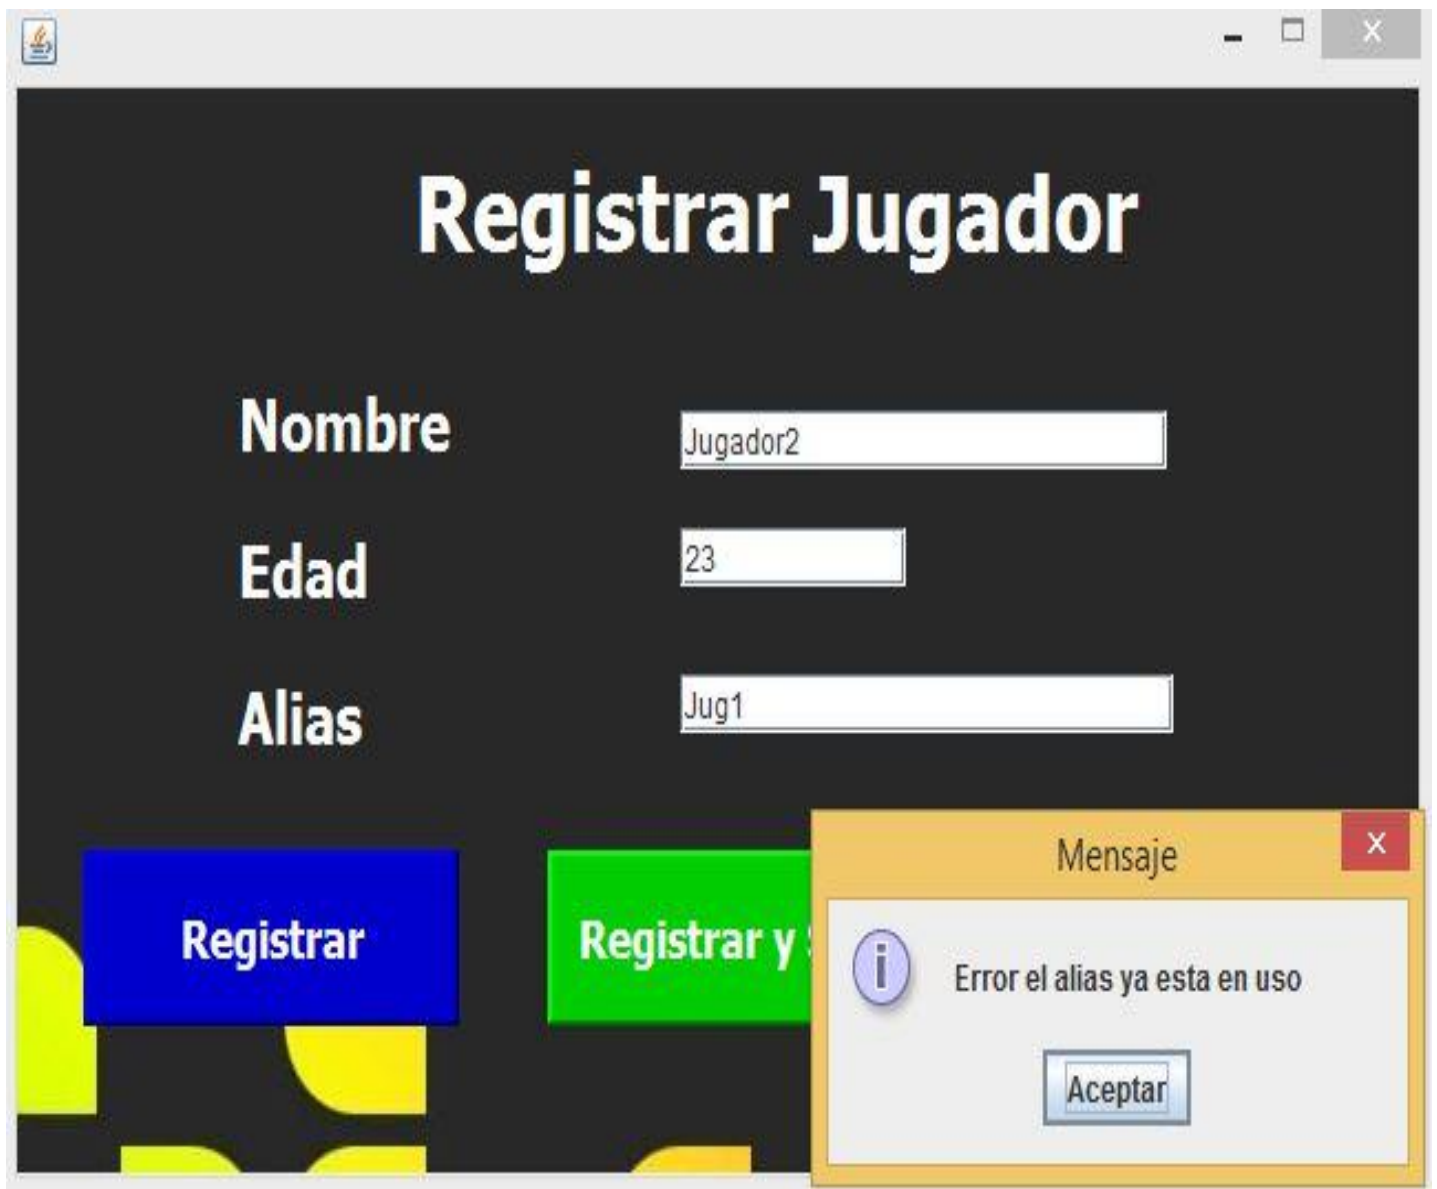 Registrar Jugador
Nombre
Jugador2
Edad
23
Alias
Jug1
Registrar
Registrar y
Mensaje
X
Error el alias ya esta en uso
Aceptar